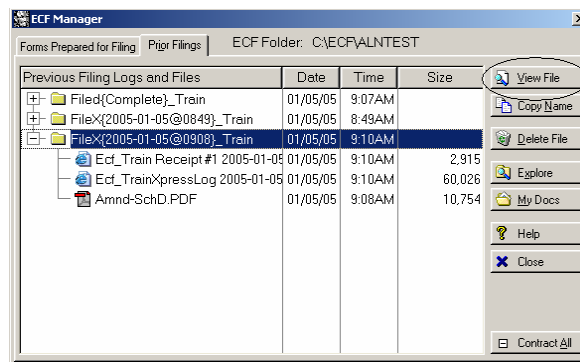 ECF Manager
Forms Prepared for Filing Prior Filings ECF Folder: C:\ECF\ALNTEST
Previous Filing Logs and Files Date Time Size
Filed{Complete}_Train 01/05/05 9:07AM
FileX{2005-01-05@0849}_Train 01/05/05 8:49AM
FileX{2005-01-05@0908}_Train 01/05/05 9:10AM
Ecf_Train Receipt #1 2005-01-05 01/05/05 9:10AM 2,915
Ecf_TrainXpressLog 2005-01-05 01/05/05 9:10AM 60,026
Amnd-SchD.PDF 01/05/05 9:08AM 10,754
View File
Copy Name
Delete File
Explore
My Docs
Help
Close
Contract All